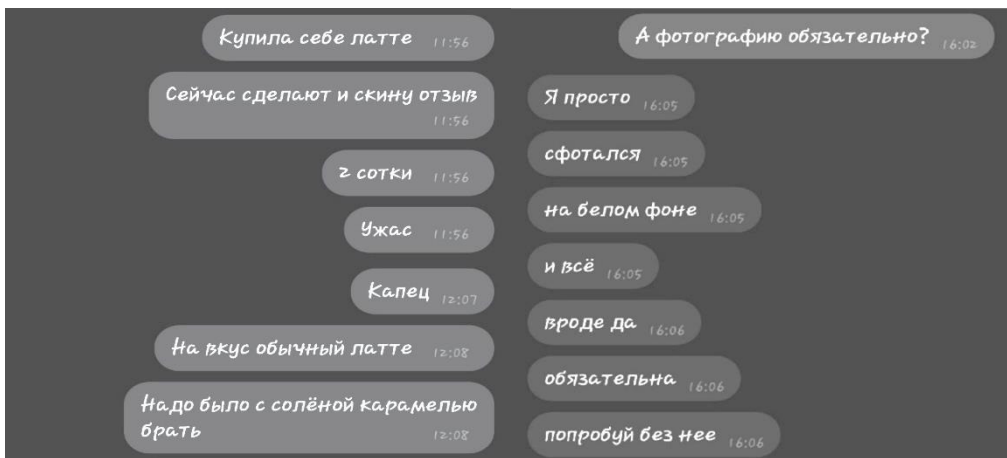 Купила себе латте 11:56
Сейчас сделают и скину отзыв
11:56
2 сотки 11:56
Ужас 11:56
Капец 12:07
На вкус обычный латте 12:08
Надо было с солёной карамелью
брать 12:08
А фотографию обязательно? 16:02
Я просто 16:05
сфотался 16:05
на белом фоне 16:05
и всё 16:05
вроде да 16:06
обязательна 16:06
попробуй без нее 16:06